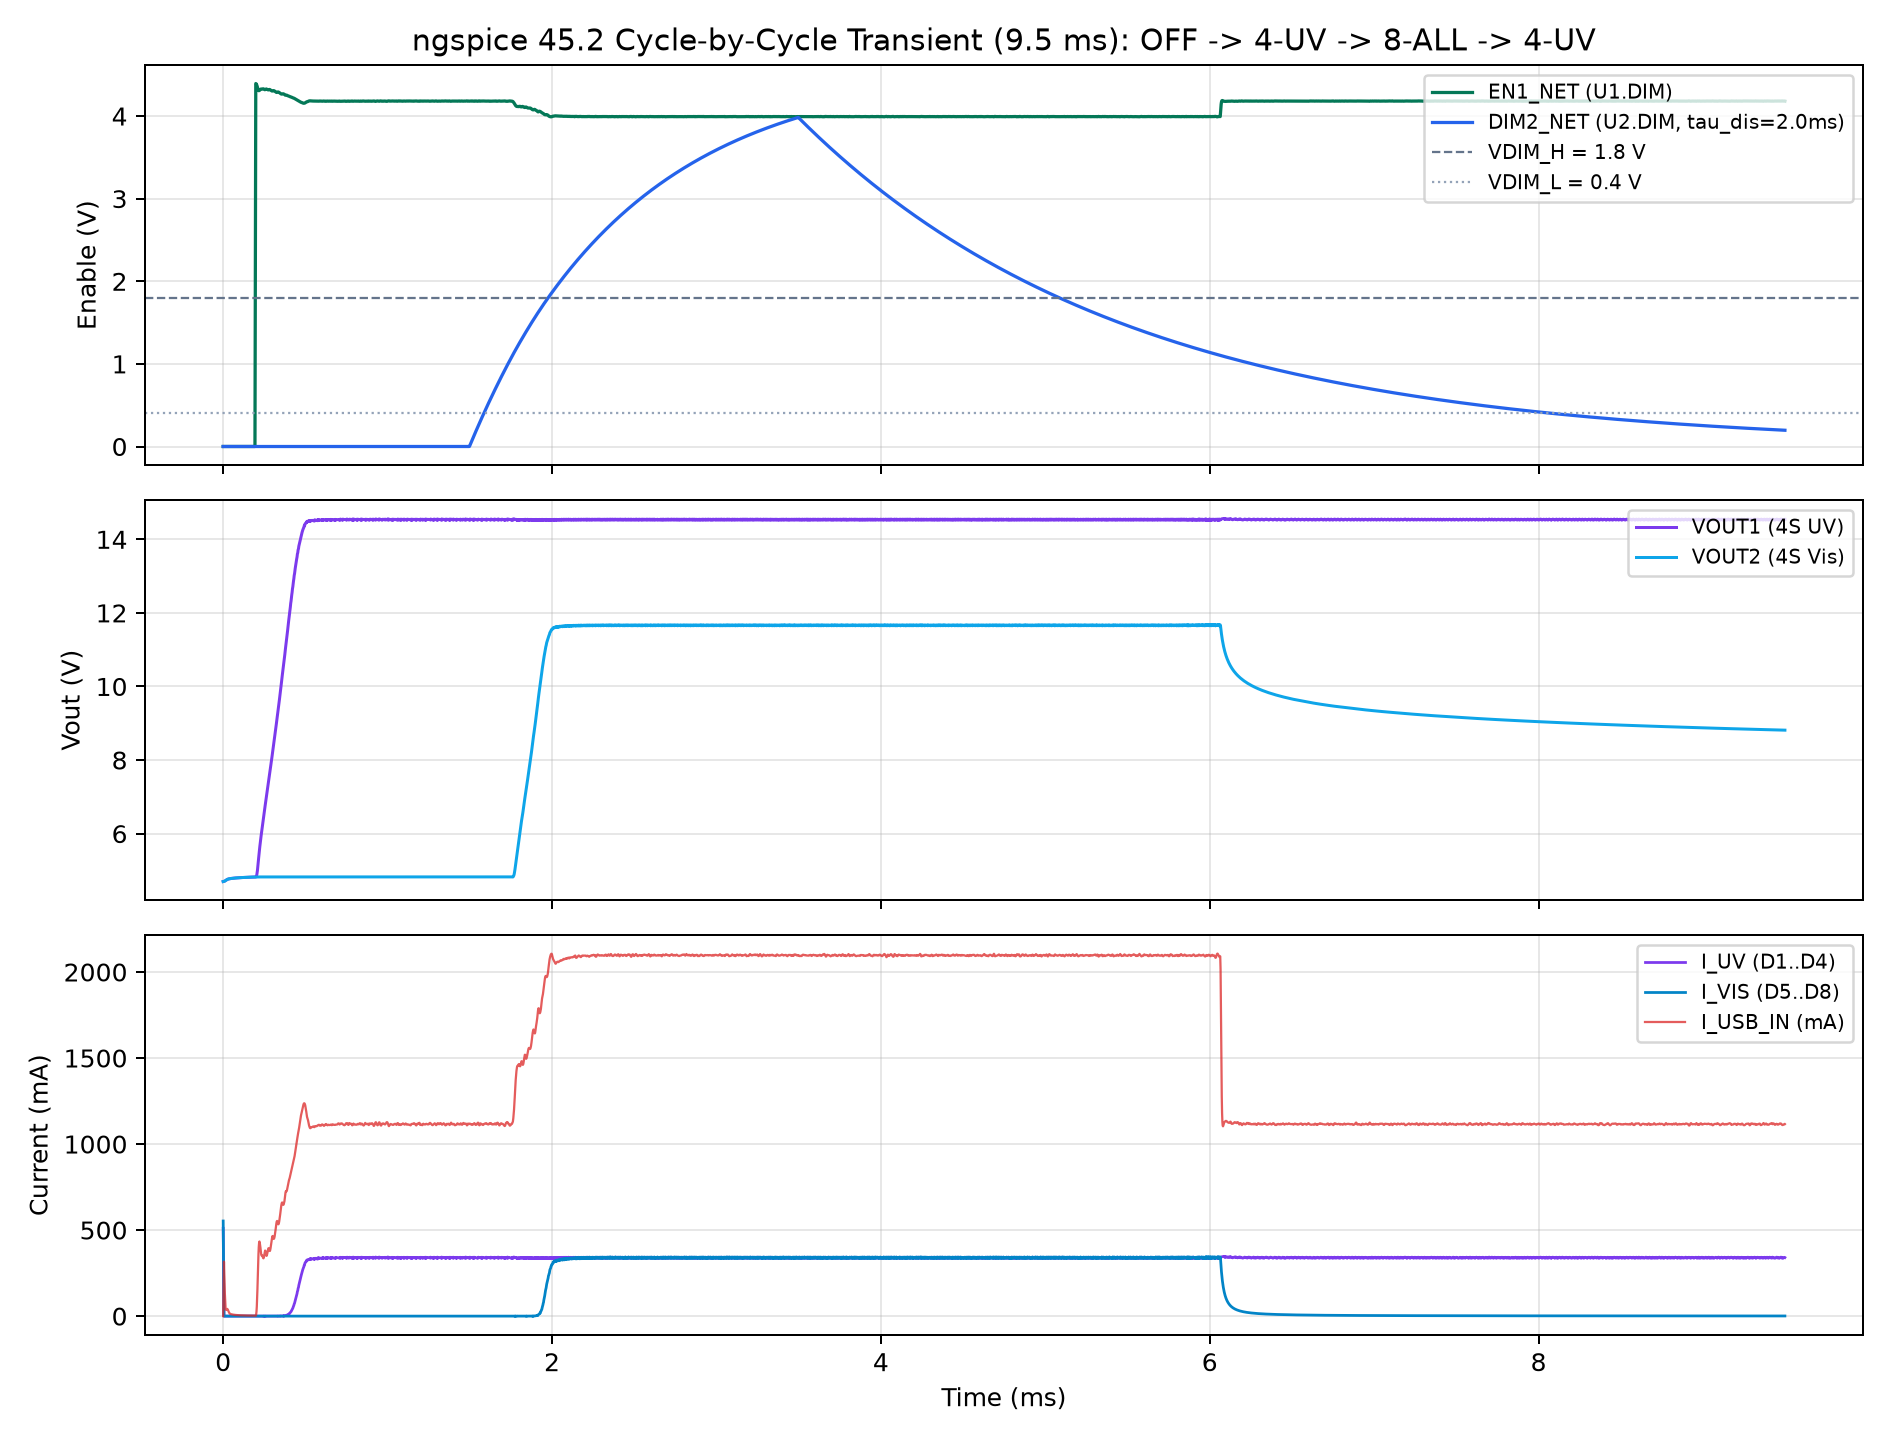 ngspice 45.2 Cycle-by-Cycle Transient (9.5 ms): OFF -> 4-UV -> 8-ALL -> 4-UV
Enable (V)
4
3
2
1
0
EN1_NET (U1.DIM)
DIM2_NET (U2.DIM, tau_dis=2.0ms)
VDIM_H = 1.8 V
VDIM_L = 0.4 V
Vout (V)
14
12
10
8
6
VOUT1 (4S UV)
VOUT2 (4S Vis)
Current (mA)
2000
1500
1000
500
0
I_UV (D1..D4)
I_VIS (D5..D8)
I_USB_IN (mA)
0 2 4 6 8
Time (ms)